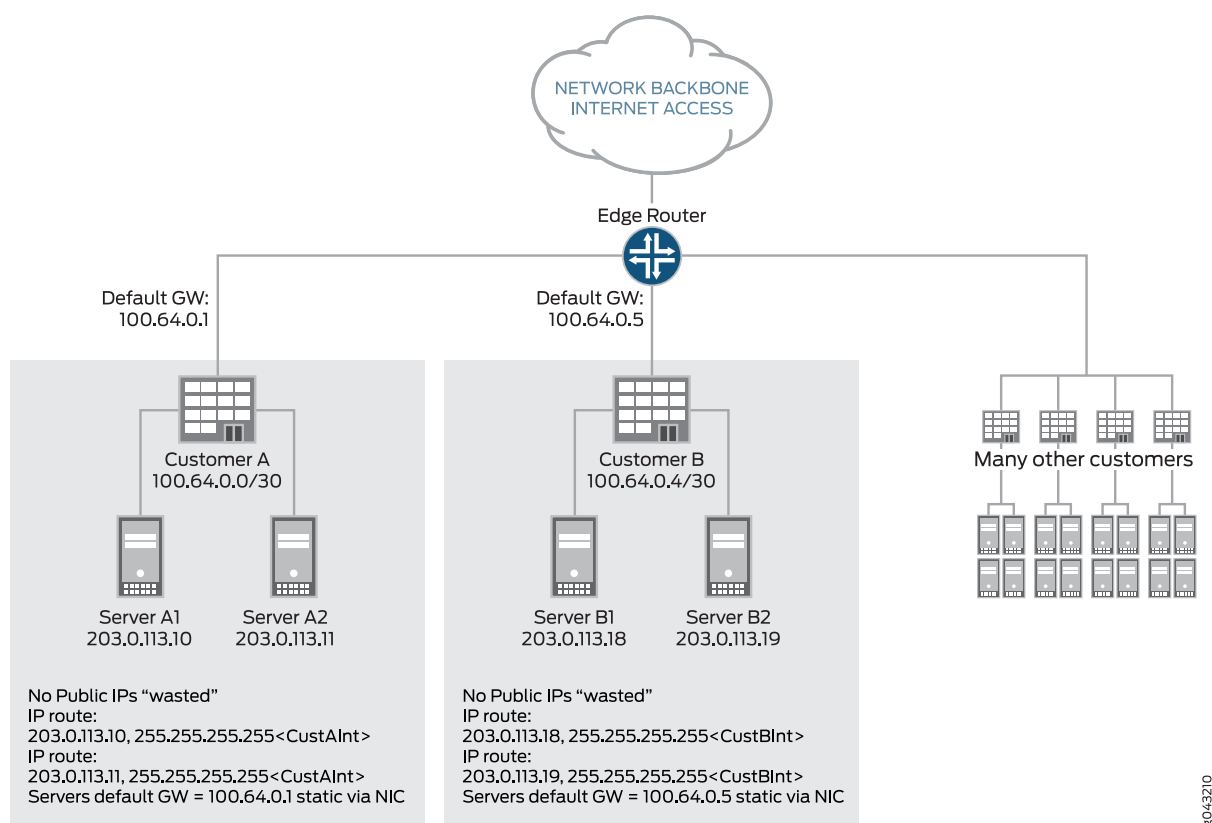 NETWORK BACKBONE
INTERNET ACCESS
Edge Router
Default GW:
100.64.0.1
Default GW:
100.64.0.5
Customer A
100.64.0.0/30
Customer B
100.64.0.4/30
Many other customers
Server A1
203.0.113.10
Server A2
203.0.113.11
Server B1
203.0.113.18
Server B2
203.0.113.19
No Public IPs “wasted”
IP route:
203.0.113.10, 255.255.255.255<CustAInt>
IP route:
203.0.113.11, 255.255.255.255<CustAInt>
Servers default GW = 100.64.0.1 static via NIC
No Public IPs “wasted”
IP route:
203.0.113.18, 255.255.255.255<CustBInt>
IP route:
203.0.113.19, 255.255.255.255<CustBInt>
Servers default GW = 100.64.0.5 static via NIC
g043210